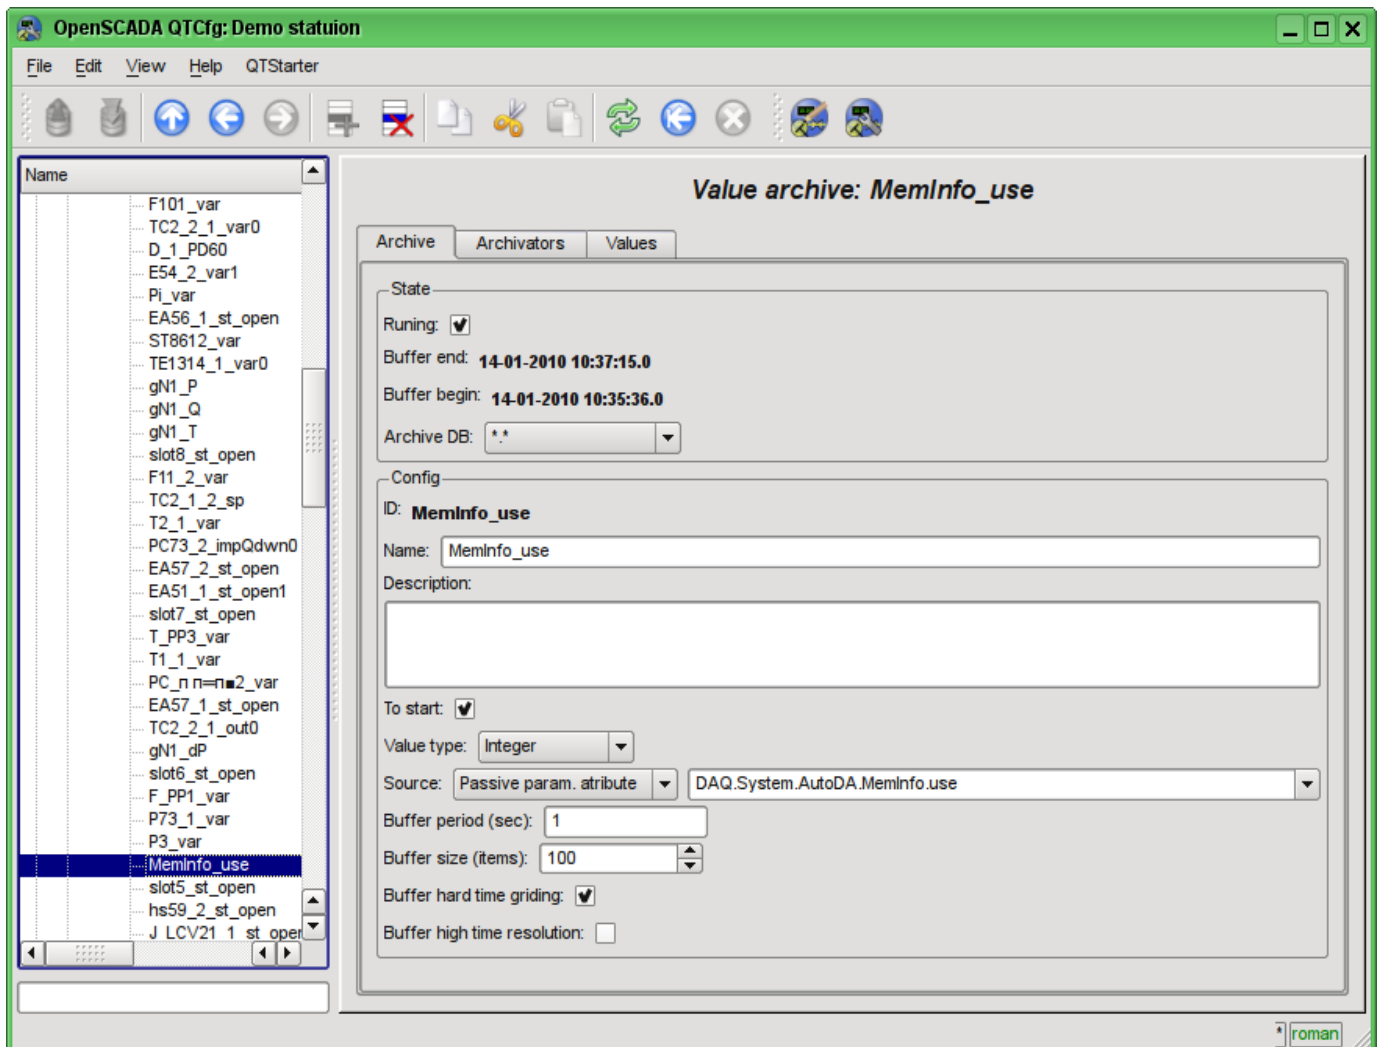 OpenSCADA QTCfg: Demo statuion
File Edit View Help QTStarter
Name
F101_var
TC2_2_1_var0
D_1_PD60
E54_2_var1
Pi_var
EA56_1_st_open
ST8612_var
TE1314_1_var0
gN1_P
gN1_Q
gN1_T
slot8_st_open
F11_2_var
TC2_1_2_sp
T2_1_var
PC73_2_impQdwn0
EA57_2_st_open
EA51_1_st_open1
slot7_st_open
T_PP3_var
T1_1_var
PC_п п═п■2_var
EA57_1_st_open
TC2_2_1_out0
gN1_dP
slot6_st_open
F_PP1_var
P73_1_var
P3_var
MemInfo_use
slot5_st_open
hs59_2_st_open
J_LCV21_1_st_oper
Value archive: MemInfo_use
Archive Archivators Values
State
Runing:
Buffer end: 14-01-2010 10:37:15.0
Buffer begin: 14-01-2010 10:35:36.0
Archive DB: *.*
Config
ID: MemInfo_use
Name: MemInfo_use
Description:
To start:
Value type: Integer
Source: Passive param. atribute DAQ.System.AutoDA.MemInfo.use
Buffer period (sec): 1
Buffer size (items): 100
Buffer hard time griding:
Buffer high time resolution:
* roman